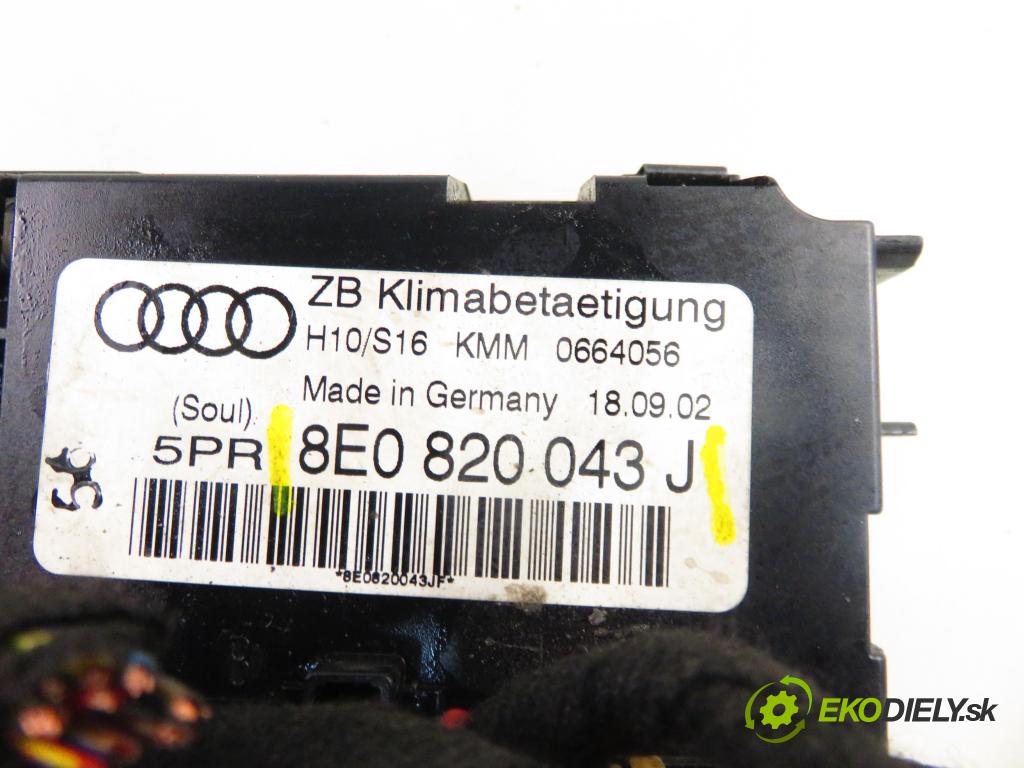 ZB Klimabetaetigung
H10/S16 KMM 0664056
Made in Germany 18.09.02
(Soul)
5PR 8E0 820 043 J
*8E0820043JF*
EKODIELY.sk